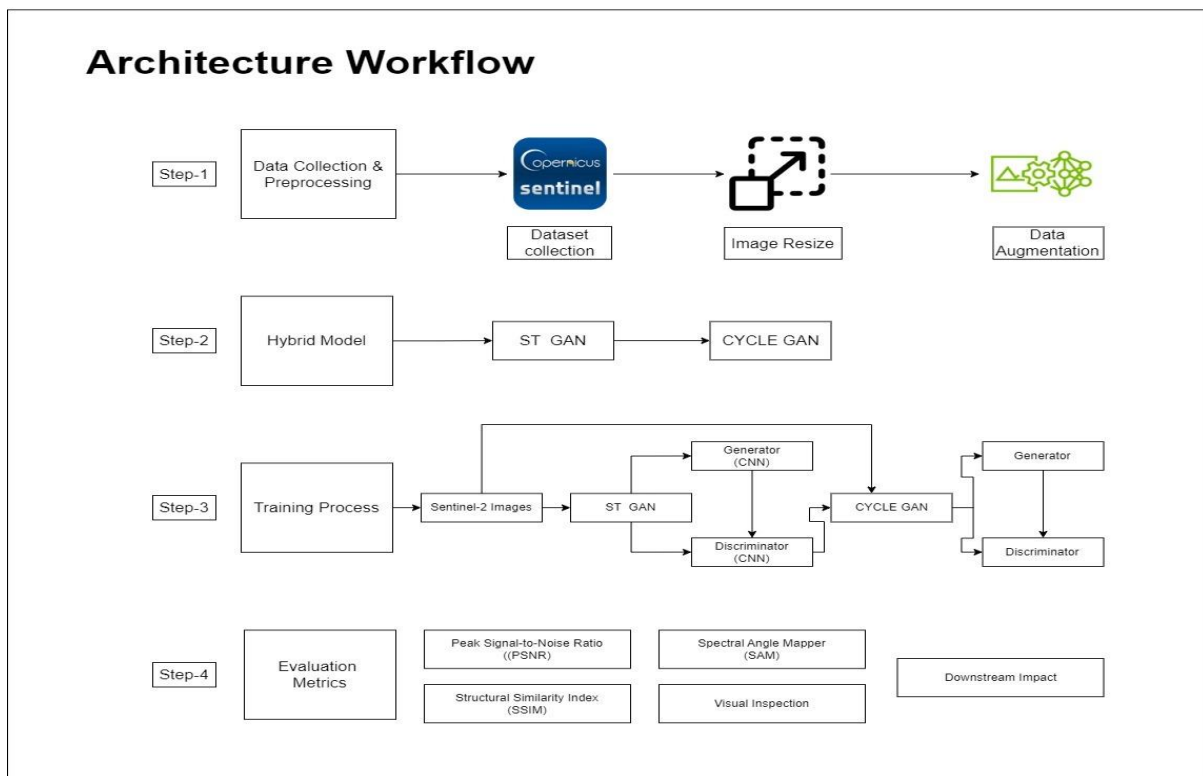 Architecture Workflow
Step-1
Data Collection &
Preprocessing
opernicus
sentinel
Dataset
collection
Image Resize
Data
Augmentation
Step-2
Hybrid Model
ST GAN
CYCLE GAN
Step-3
Training Process
Sentinel-2 Images
ST GAN
Generator
(CNN)
Discriminator
(CNN)
CYCLE GAN
Generator
Discriminator
Step-4
Evaluation
Metrics
Peak Signal-to-Noise Ratio
((PSNR)
Structural Similarity Index
(SSIM)
Spectral Angle Mapper
(SAM)
Visual Inspection
Downstream Impact